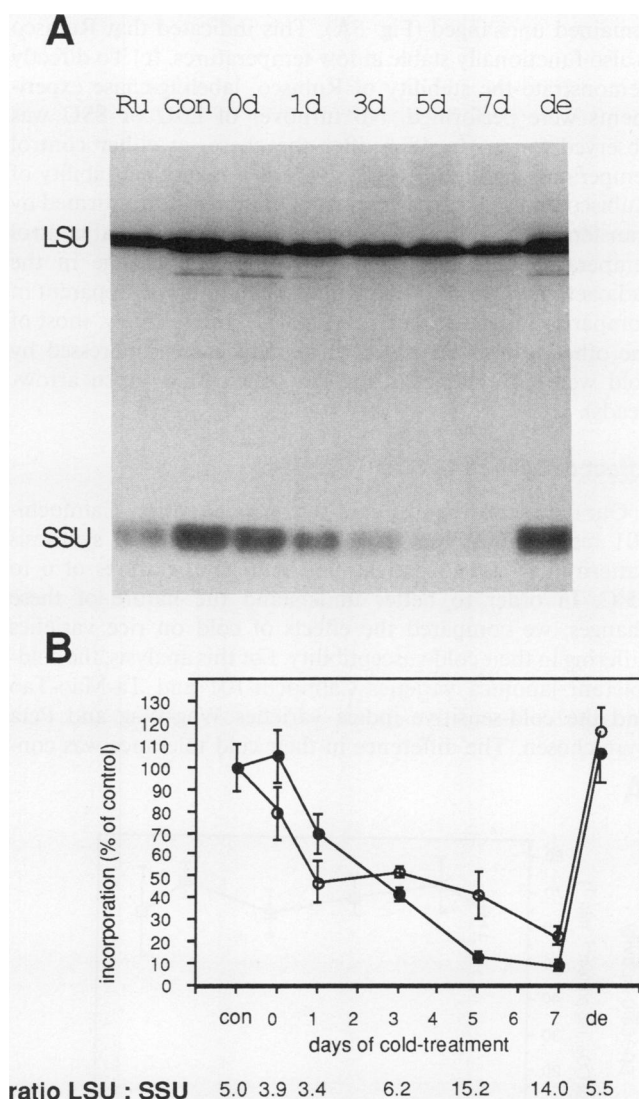 A
Ru con 0d 1d 3d 5d 7d de
LSU
SSU
B
incorporation (% of control)
130
120
110
100
90
80
70
60
50
40
30
20
10
0
con 0 1 2 3 4 5 6 7 de
days of cold-treatment
ratio LSU : SSU 5.0 3.9 3.4 6.2 15.2 14.0 5.5